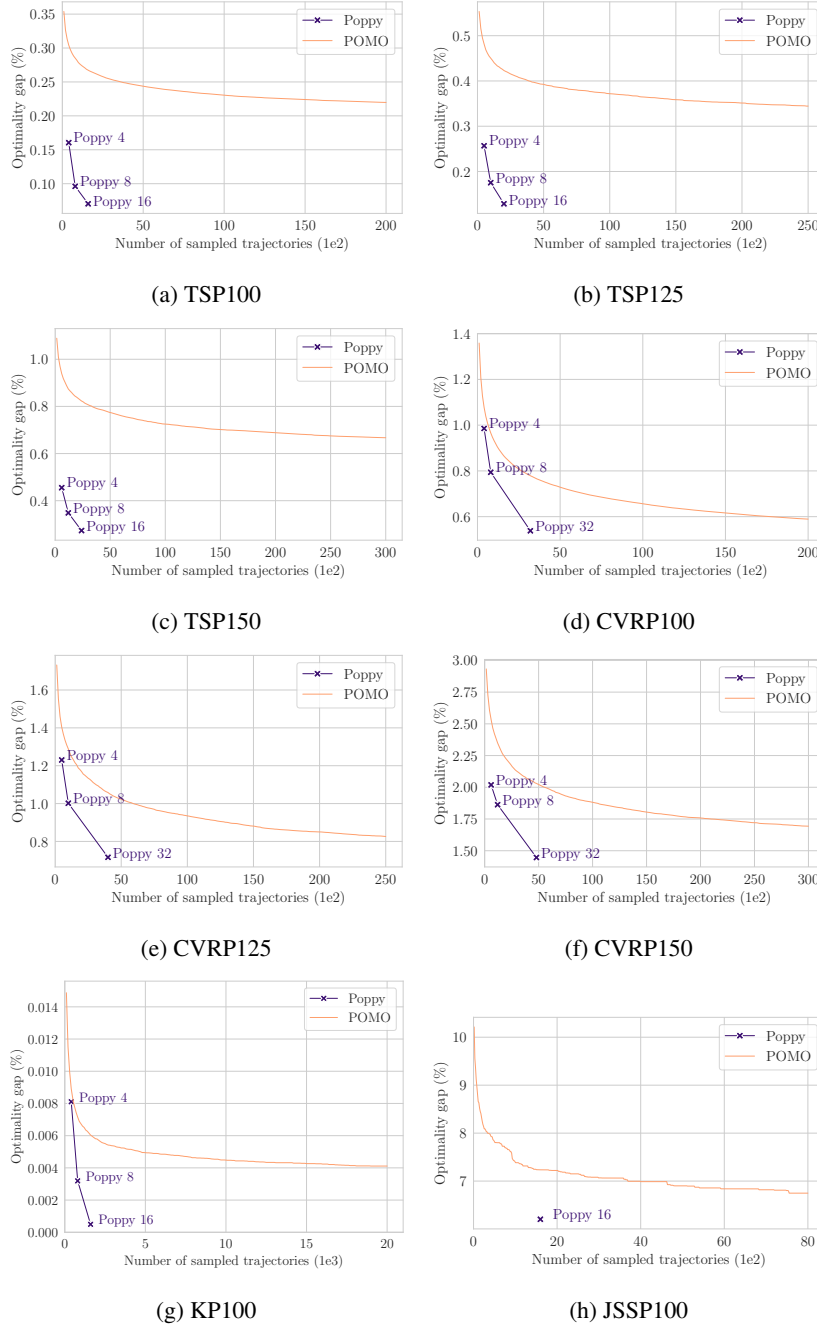 0.35
0.30
0.25
0.20
0.15
0.10
Optimality gap (%)
Poppy
POMO
Poppy 4
Poppy 8
Poppy 16
0 50 100 150 200
Number of sampled trajectories (1e2)
(a) TSP100
0.5
0.4
0.3
0.2
Optimality gap (%)
Poppy
POMO
Poppy 4
Poppy 8
Poppy 16
0 50 100 150 200 250
Number of sampled trajectories (1e2)
(b) TSP125
1.0
0.8
0.6
0.4
Optimality gap (%)
Poppy
POMO
Poppy 4
Poppy 8
Poppy 16
0 50 100 150 200 250 300
Number of sampled trajectories (1e2)
(c) TSP150
1.4
1.2
1.0
0.8
0.6
Optimality gap (%)
Poppy
POMO
Poppy 4
Poppy 8
Poppy 32
0 50 100 150 200
Number of sampled trajectories (1e2)
(d) CVRP100
1.6
1.4
1.2
1.0
0.8
Optimality gap (%)
Poppy
POMO
Poppy 4
Poppy 8
Poppy 32
0 50 100 150 200 250
Number of sampled trajectories (1e2)
(e) CVRP125
3.00
2.75
2.50
2.25
2.00
1.75
1.50
Optimality gap (%)
Poppy
POMO
Poppy 4
Poppy 8
Poppy 32
0 50 100 150 200 250 300
Number of sampled trajectories (1e2)
(f) CVRP150
0.014
0.012
0.010
0.008
0.006
0.004
0.002
0.000
Optimality gap (%)
Poppy
POMO
Poppy 4
Poppy 8
Poppy 16
0 5 10 15 20
Number of sampled trajectories (1e3)
(g) KP100
10
9
8
7
Optimality gap (%)
Poppy
POMO
Poppy 16
0 20 40 60 80
Number of sampled trajectories (1e2)
(h) JSSP100